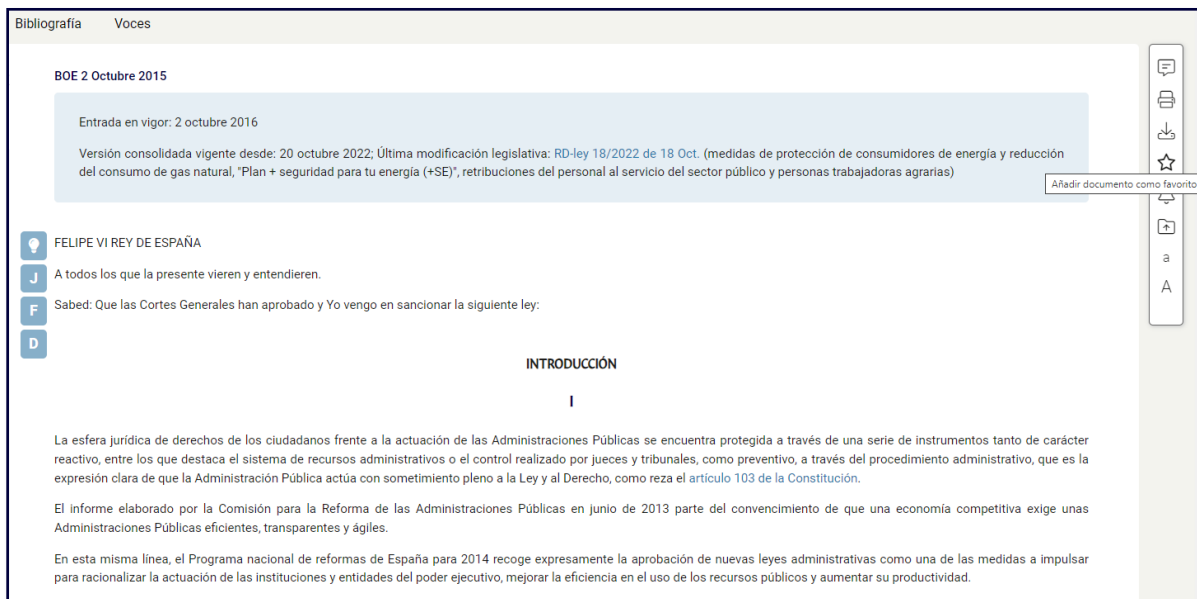 Bibliografía Voces
BOE 2 Octubre 2015
Entrada en vigor: 2 octubre 2016
Versión consolidada vigente desde: 20 octubre 2022; Última modificación legislativa: RD-ley 18/2022 de 18 Oct. (medidas de protección de consumidores de energía y reducción
del consumo de gas natural, "Plan + seguridad para tu energía (+SE)", retribuciones del personal al servicio del sector público y personas trabajadoras agrarias)
Añadir documento como favorito
FELIPE VI REY DE ESPAÑA
J
A todos los que la presente vieren y entendieren.
F
Sabed: Que las Cortes Generales han aprobado y Yo vengo en sancionar la siguiente ley:
D
a
A
INTRODUCCIÓN
I
La esfera jurídica de derechos de los ciudadanos frente a la actuación de las Administraciones Públicas se encuentra protegida a través de una serie de instrumentos tanto de carácter
reactivo, entre los que destaca el sistema de recursos administrativos o el control realizado por jueces y tribunales, como preventivo, a través del procedimiento administrativo, que es la
expresión clara de que la Administración Pública actúa con sometimiento pleno a la Ley y al Derecho, como reza el artículo 103 de la Constitución.
El informe elaborado por la Comisión para la Reforma de las Administraciones Públicas en junio de 2013 parte del convencimiento de que una economía competitiva exige unas
Administraciones Públicas eficientes, transparentes y ágiles.
En esta misma línea, el Programa nacional de reformas de España para 2014 recoge expresamente la aprobación de nuevas leyes administrativas como una de las medidas a impulsar
para racionalizar la actuación de las instituciones y entidades del poder ejecutivo, mejorar la eficiencia en el uso de los recursos públicos y aumentar su productividad.